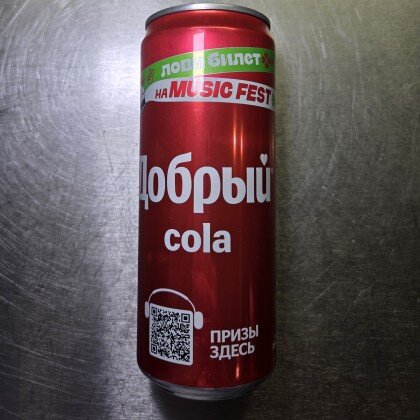 ЛОВИ БИЛЕТ
НА MUSIC FEST
Добрый
cola
ПРИЗЫ
ЗДЕСЬ